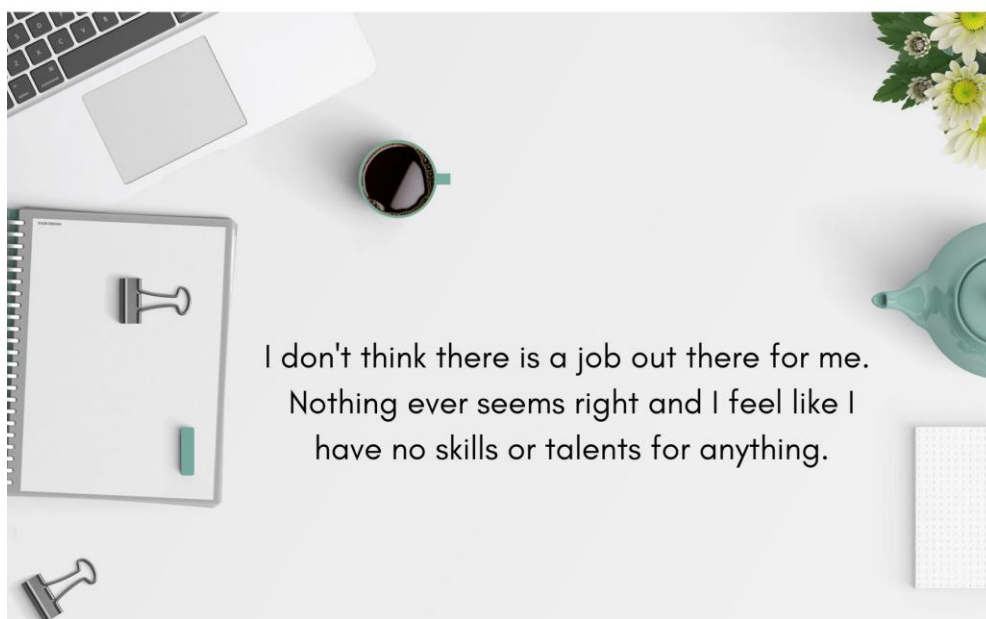 I don't think there is a job out there for me.
Nothing ever seems right and I feel like I
have no skills or talents for anything.